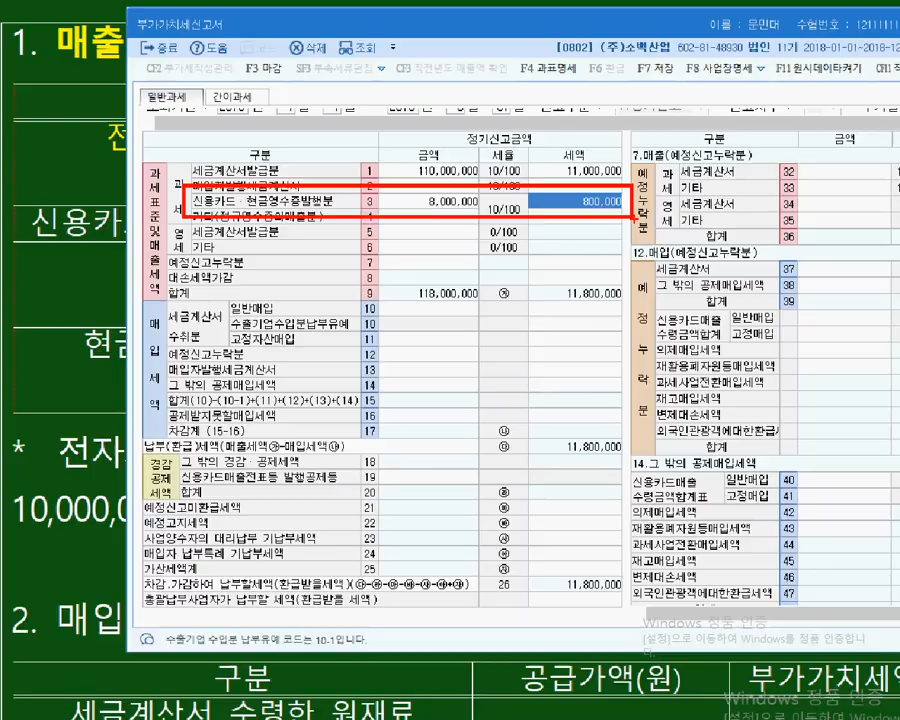 1. 매출
전
신용카
현금
* 전자
10,000,0
2. 매입
구분 공급가액(원) 부가가치세
세금계산서 수령한 원재료
부가가치세신고서 이름 : 문민대 수험번호 : 12111111
종료 도움 삭제 조회
[0802] (주)소백산업 602-81-48930 법인 11기 2018-01-01~2018-12
F3 마감 F4 과표명세 F6 환급 F7 저장 F8 사업장명세 F11원시데이타켜기
일반과세 간이과세
정기신고금액
구분 금액 세율 세액
과세표준및매출세액
과세
세금계산서발급분 1 110,000,000 10/100 11,000,000
매입자발행세금계산서 2 10/100
신용카드·현금영수증발행분 3 8,000,000 10/100 800,000
기타(정규영수증외매출분) 4
영세
세금계산서발급분 5 0/100
기타 6 0/100
예정신고누락분 7
대손세액가감 8
합계 9 118,000,000 ㉮ 11,800,000
매입세액
세금계산서수취분
일반매입 10
수출기업수입분납부유예 10
고정자산매입 11
예정신고누락분 12
매입자발행세금계산서 13
그 밖의 공제매입세액 14
합계(10)-(10-1)+(11)+(12)+(13)+(14) 15
공제받지못할매입세액 16
차감계 (15-16) 17 ㉯
납부(환급)세액(매출세액㉮-매입세액㉯) ㉰ 11,800,000
경감공제세액
그 밖의 경감·공제세액 18
신용카드매출전표등 발행공제등 19
합계 20
예정신고미환급세액 21
예정고지세액 22
사업양수자의 대리납부 기납부세액 23
매입자 납부특례 기납부세액 24
가산세액계 25
차감.가감하여 납부할세액(환급받을세액) 26 11,800,000
총괄납부사업자가 납부할 세액(환급받을 세액)
구분 금액
7.매출(예정신고누락분)
예정누락분
과세
세금계산서 32
기타 33
영세
세금계산서 34
기타 35
합계 36
12.매입(예정신고누락분)
예정누락분
세금계산서 37
그 밖의 공제매입세액 38
합계 39
신용카드매출 일반매입
수령금액합계 고정매입
의제매입세액
재활용폐자원등매입세액
과세사업전환매입세액
재고매입세액
변제대손세액
외국인관광객에대한환급
합계
14.그 밖의 공제매입세액
신용카드매출 일반매입 40
수령금액합계표 고정매입 41
의제매입세액 42
재활용폐자원등매입세액 43
과세사업전환매입세액 44
재고매입세액 45
변제대손세액 46
외국인관광객에대한환급세액 47
수출기업 수입분 납부유예 코드는 10-1입니다.
Windows 정품 인증
[설정]으로 이동하여 Windows를 정품 인증합니다.
Windows 정품 인증